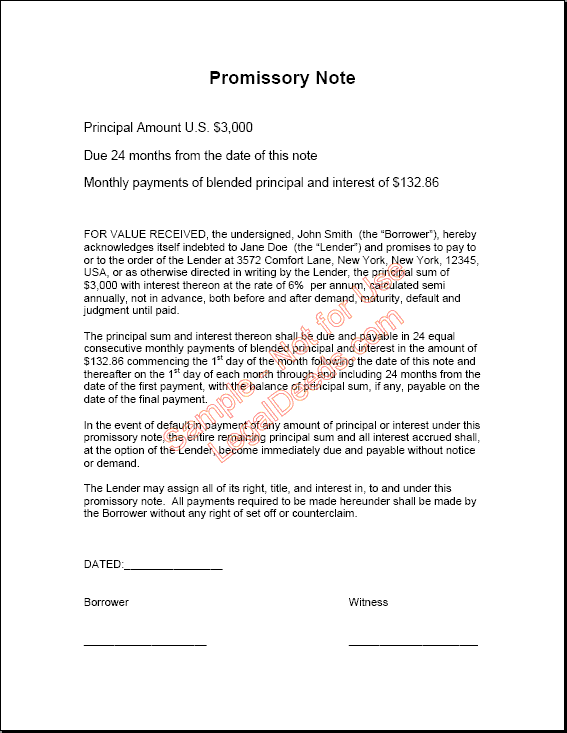 Promissory Note
Principal Amount U.S. $3,000
Due 24 months from the date of this note
Monthly payments of blended principal and interest of $132.86
FOR VALUE RECEIVED, the undersigned, John Smith (the “Borrower”), hereby
acknowledges itself indebted to Jane Doe (the “Lender”) and promises to pay to
or to the order of the Lender at 3572 Comfort Lane, New York, New York, 12345,
USA, or as otherwise directed in writing by the Lender, the principal sum of
$3,000 with interest thereon at the rate of 6% per annum, calculated semi
annually, not in advance, both before and after demand, maturity, default and
judgment until paid.
The principal sum and interest thereon shall be due and payable in 24 equal
consecutive monthly payments of blended principal and interest in the amount of
$132.86 commencing the 1st day of the month following the date of this note and
thereafter on the 1st day of each month through and including 24 months from the
date of the first payment, with the balance of principal sum, if any, payable on
the date of the final payment.
In the event of default in payment of any amount of principal or interest under this
promissory note, the entire remaining principal sum and all interest accrued shall,
at the option of the Lender, become immediately due and payable without notice
or demand.
The Lender may assign all of its right, title, and interest in, to and under this
promissory note. All payments required to be made hereunder shall be made by
the Borrower without any right of set off or counterclaim.
Sample - Not for Use
LegalDeeds.com
DATED:________________
Borrower Witness
____________________ _____________________